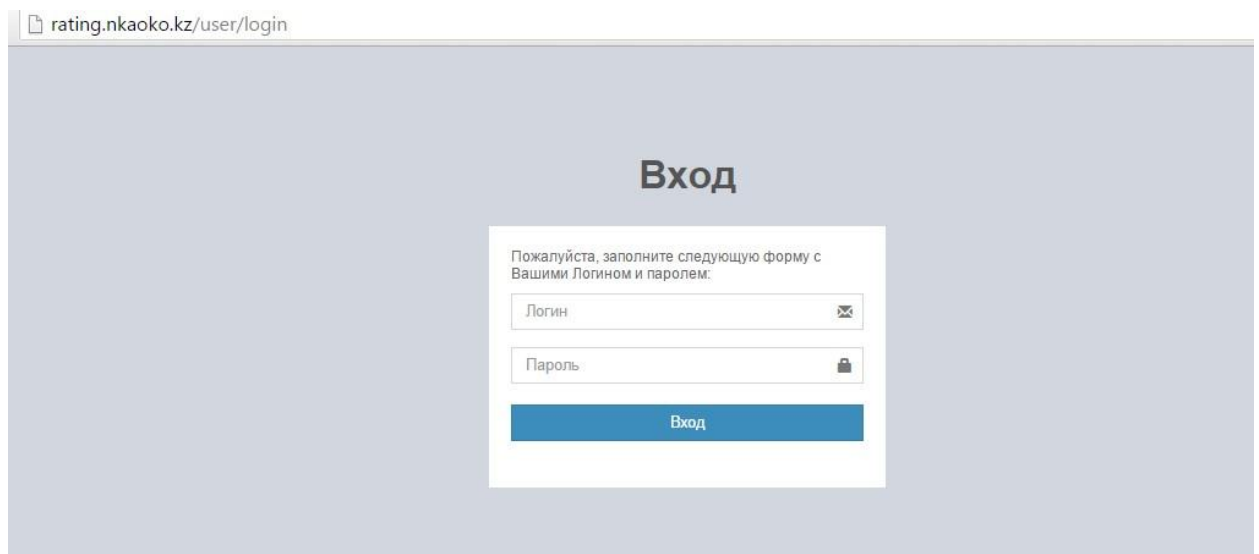 rating.nkaoko.kz/user/login
Вход
Пожалуйста, заполните следующую форму с
Вашими Логином и паролем:
Логин
Пароль
Вход